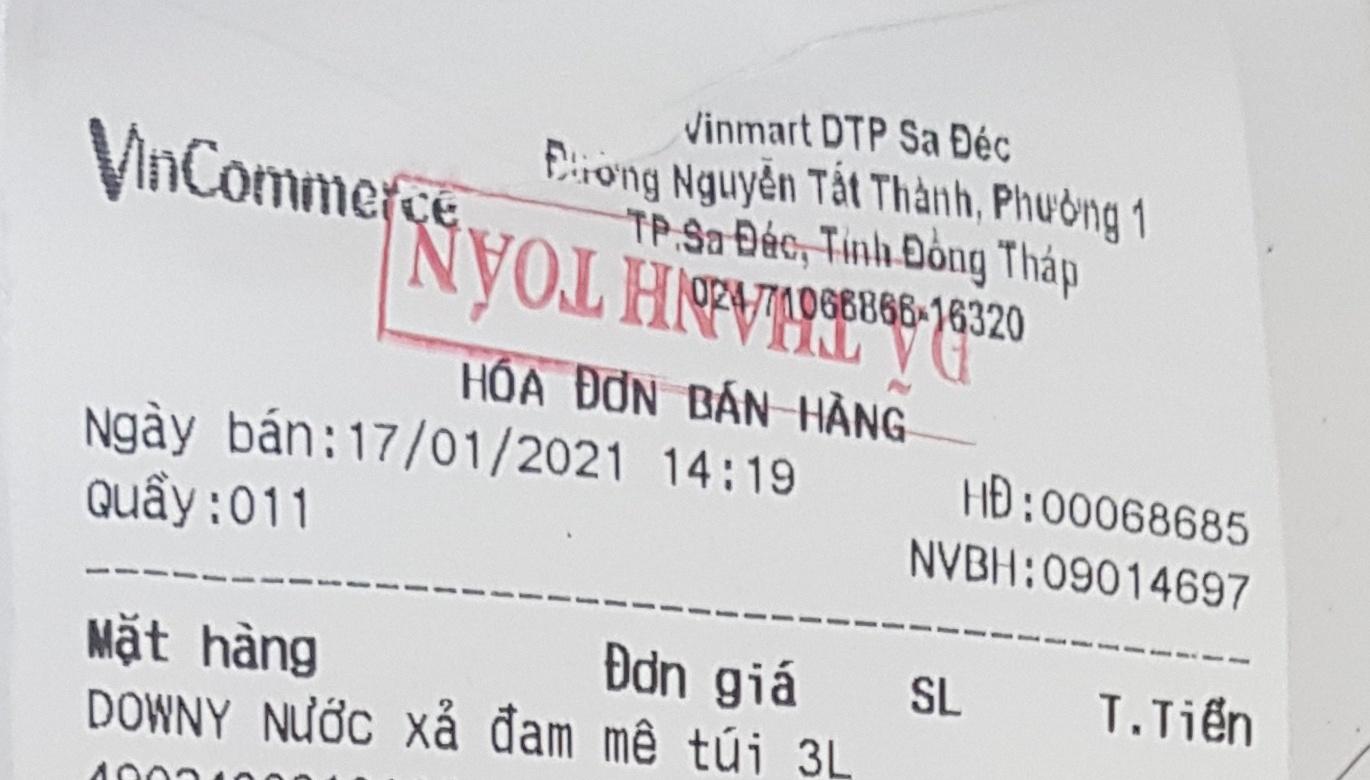 VinCommerce
Vinmart DTP Sa Đéc
Đường Nguyễn Tất Thành, Phường 1
TP.Sa Đéc, Tỉnh Đồng Tháp
024 71066866-16320
ĐÃ THANH TOÁN
HÓA ĐƠN BÁN HÀNG
Ngày bán:17/01/2021 14:19
HĐ:00068685
Quầy:011
NVBH:09014697
Mặt hàng Đơn giá SL T.Tiền
DOWNY Nước xả đam mê túi 3L